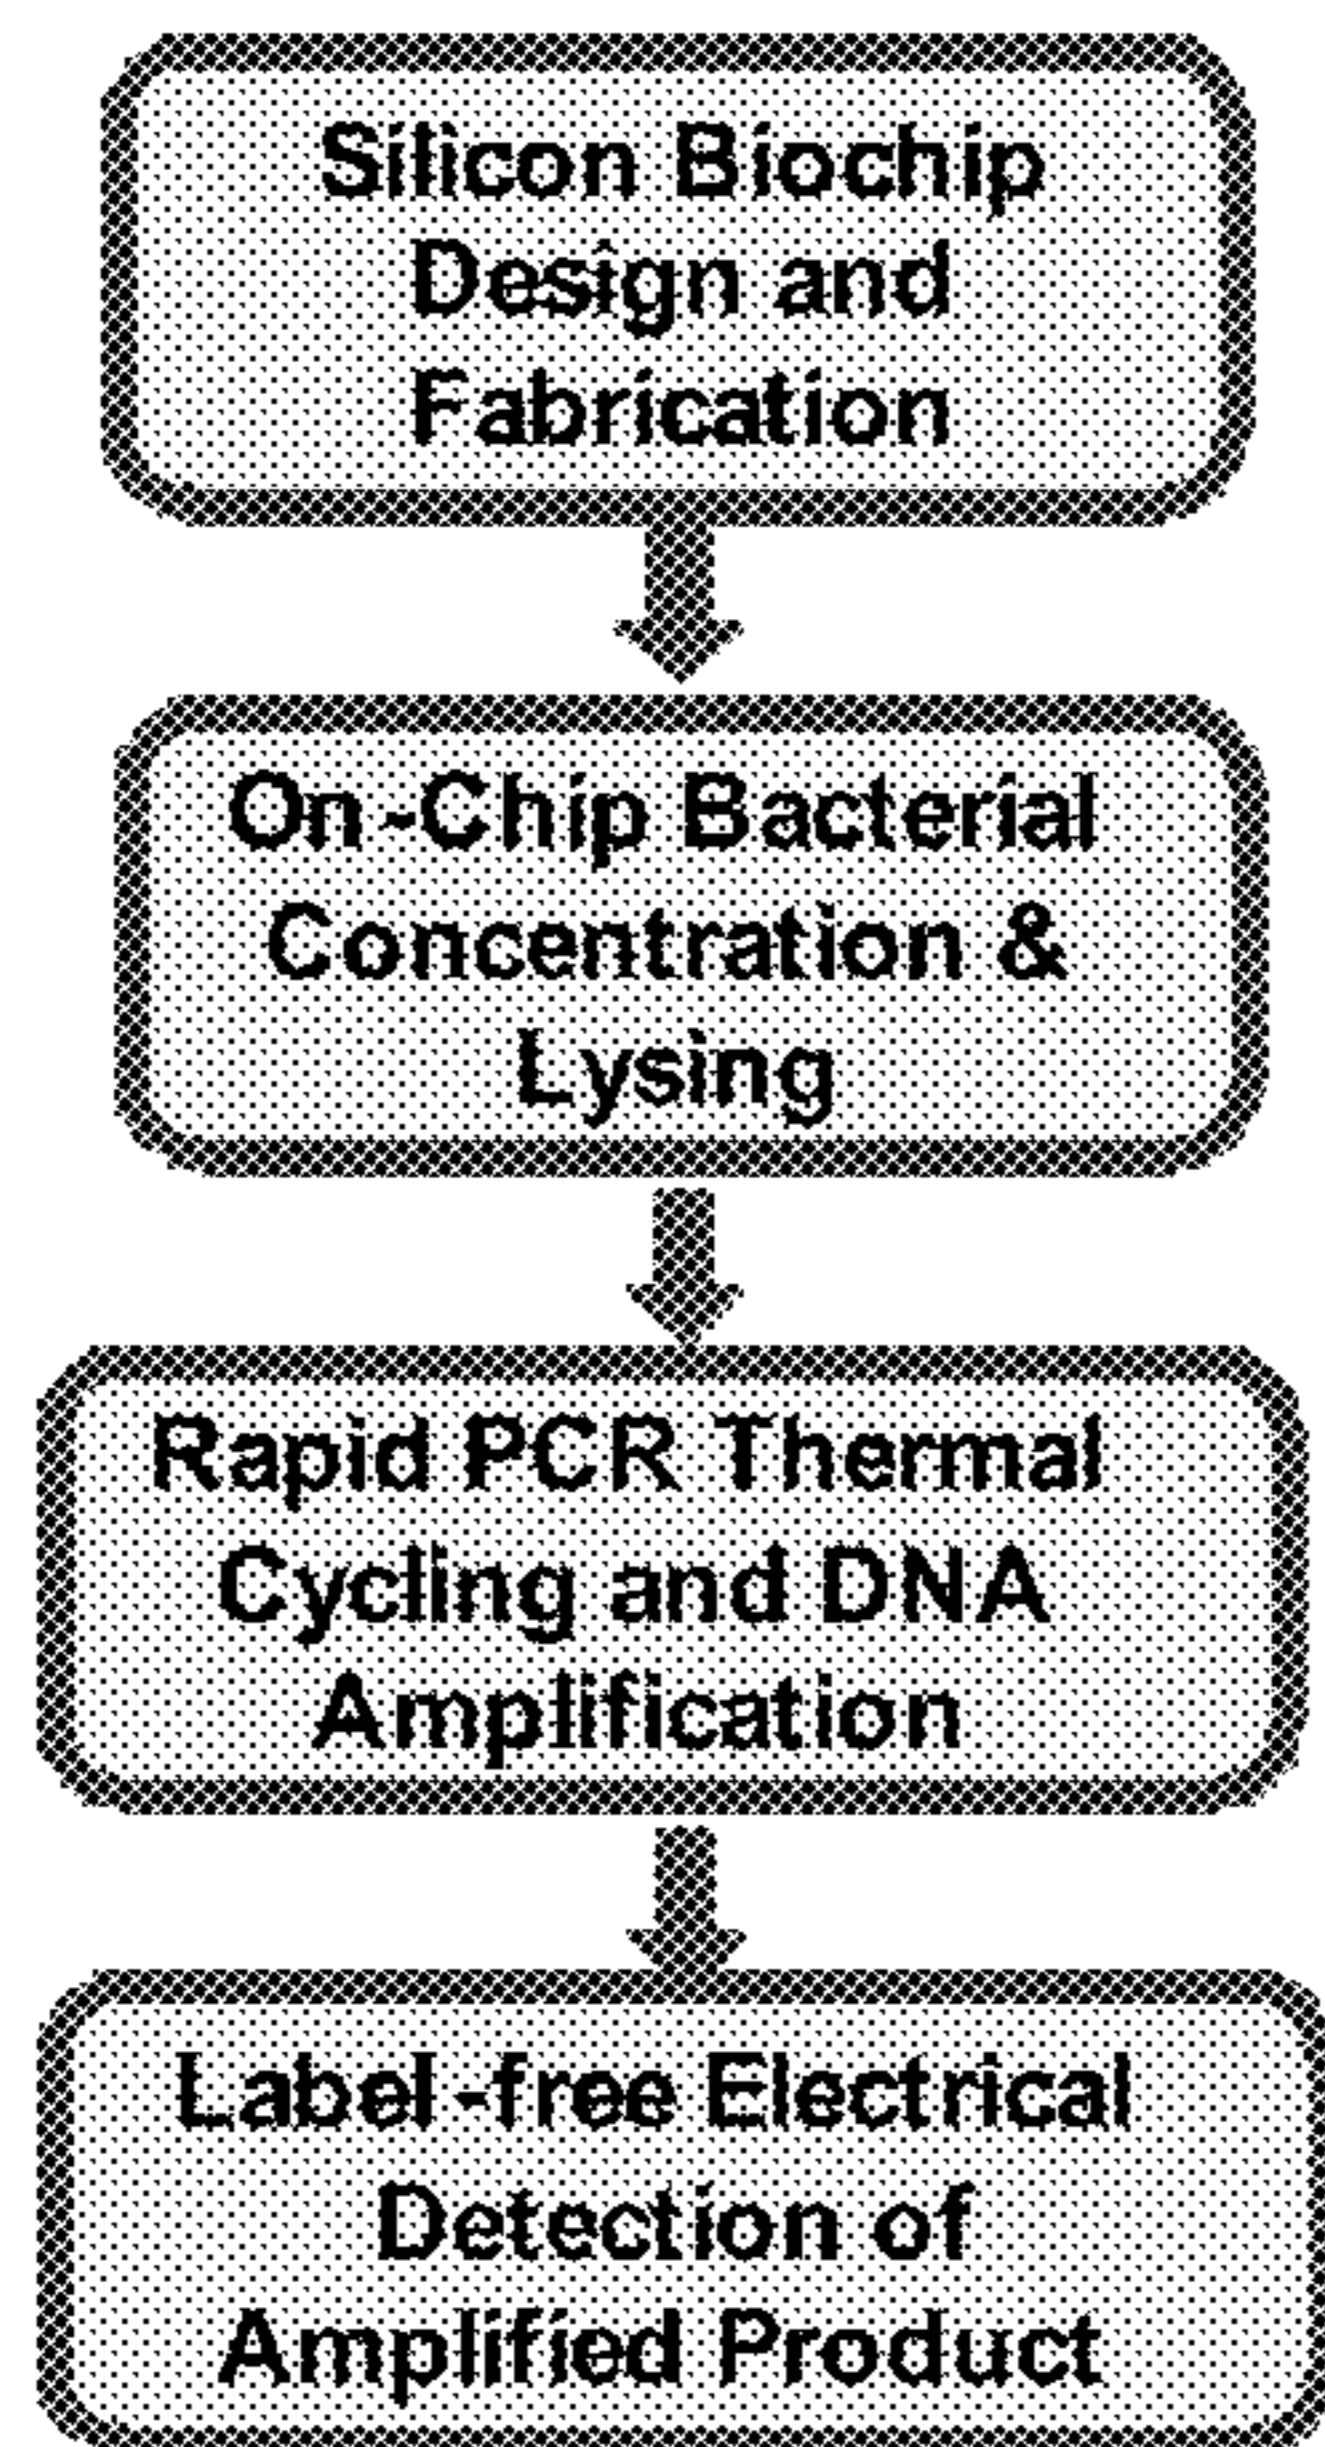 Silicon Biochip
Design and
Fabrication
On-Chip Bacterial
Concentration &
Lysing
Rapid PCR Thermal
Cycling and DNA
Amplification
Label-free Electrical
Detection of
Amplified Product